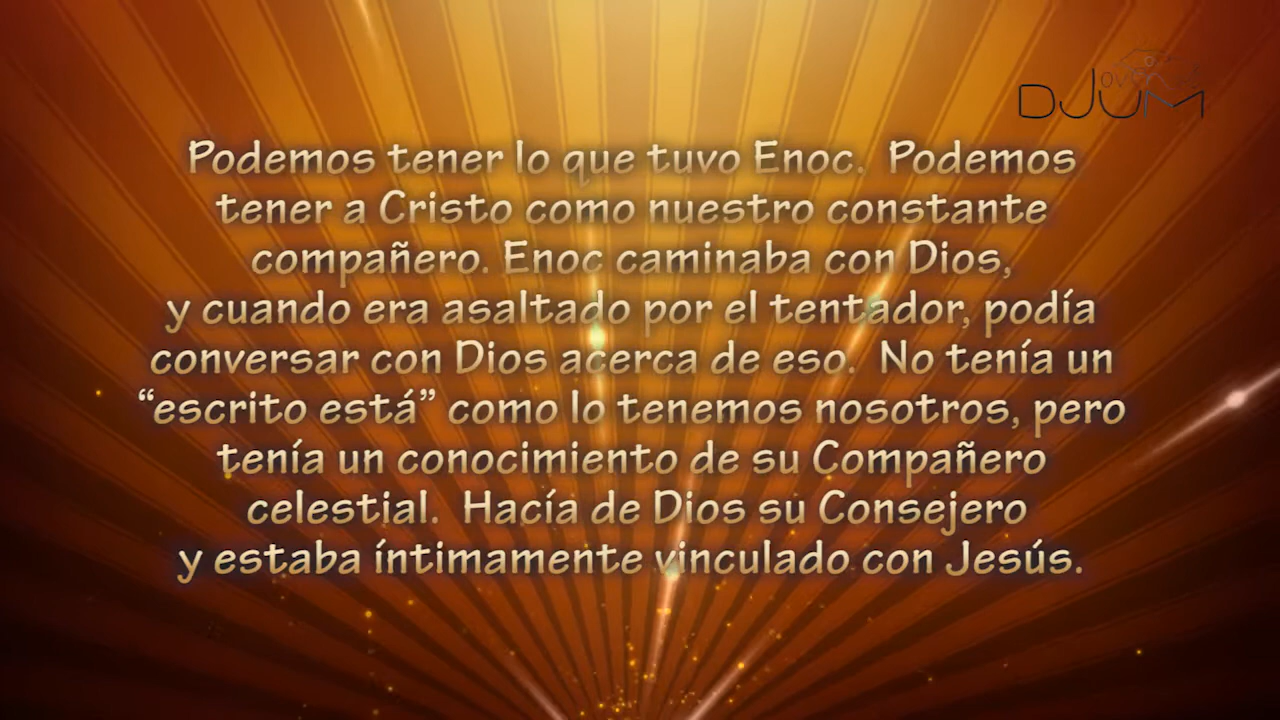 DJUM
Joven
Podemos tener lo que tuvo Enoc.  Podemos
tener a Cristo como nuestro constante
compañero. Enoc caminaba con Dios,
y cuando era asaltado por el tentador, podía
conversar con Dios acerca de eso.  No tenía un
“escrito está” como lo tenemos nosotros, pero
tenía un conocimiento de su Compañero
celestial.  Hacía de Dios su Consejero
y estaba íntimamente vinculado con Jesús.